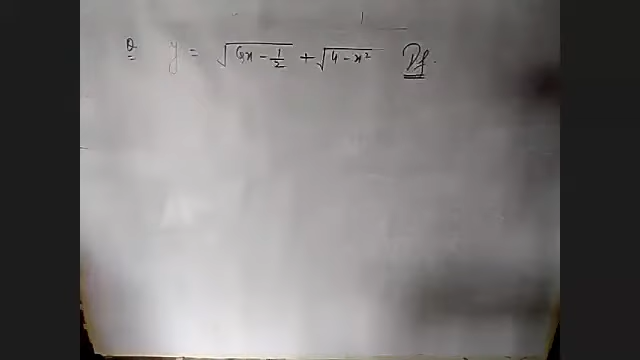 Q y = √(6x - 1/2) + √(4 - x²) Df.